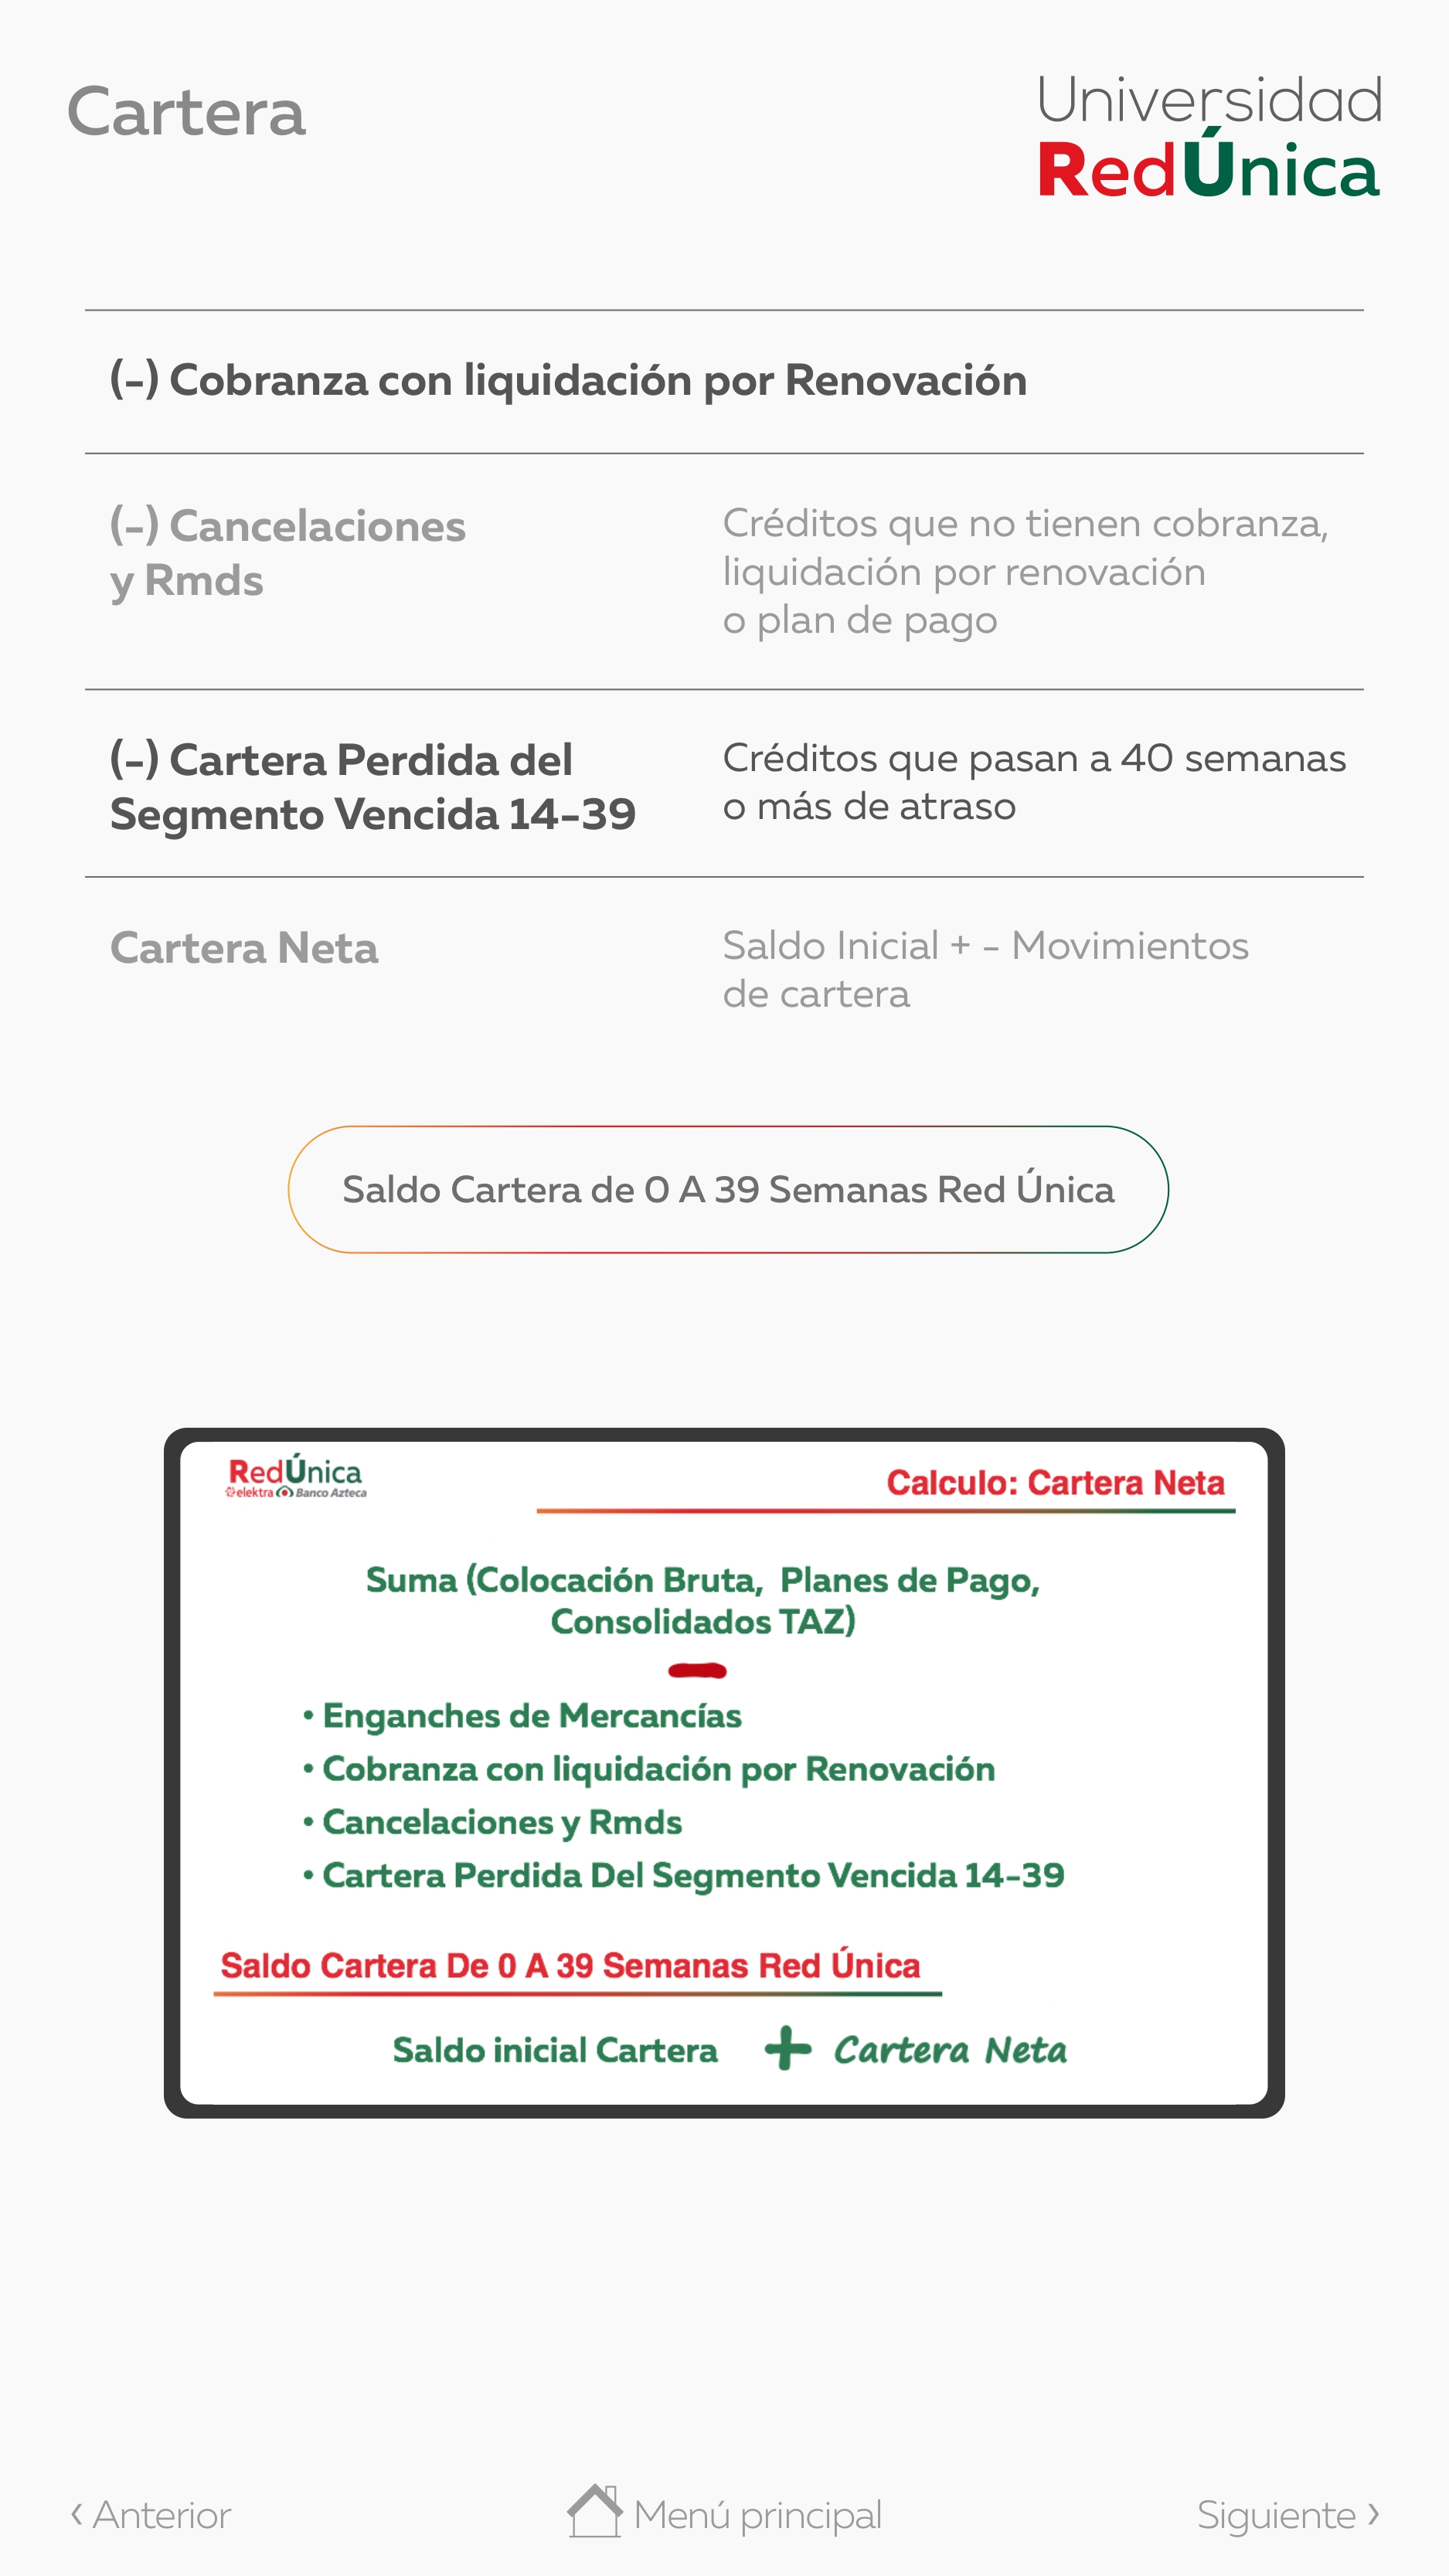 Cartera
Universidad
RedÚnica
(-) Cobranza con liquidación por Renovación
(-) Cancelaciones
y Rmds
Créditos que no tienen cobranza,
liquidación por renovación
o plan de pago
(-) Cartera Perdida del
Segmento Vencida 14-39
Créditos que pasan a 40 semanas
o más de atraso
Cartera Neta
Saldo Inicial + - Movimientos
de cartera
Saldo Cartera de 0 A 39 Semanas Red Única
RedÚnica
elektra Banco Azteca
Calculo: Cartera Neta
Suma (Colocación Bruta, Planes de Pago,
Consolidados TAZ)
• Enganches de Mercancías
• Cobranza con liquidación por Renovación
• Cancelaciones y Rmds
• Cartera Perdida Del Segmento Vencida 14-39
Saldo Cartera De 0 A 39 Semanas Red Única
Saldo inicial Cartera + Cartera Neta
‹ Anterior
Menú principal
Siguiente ›